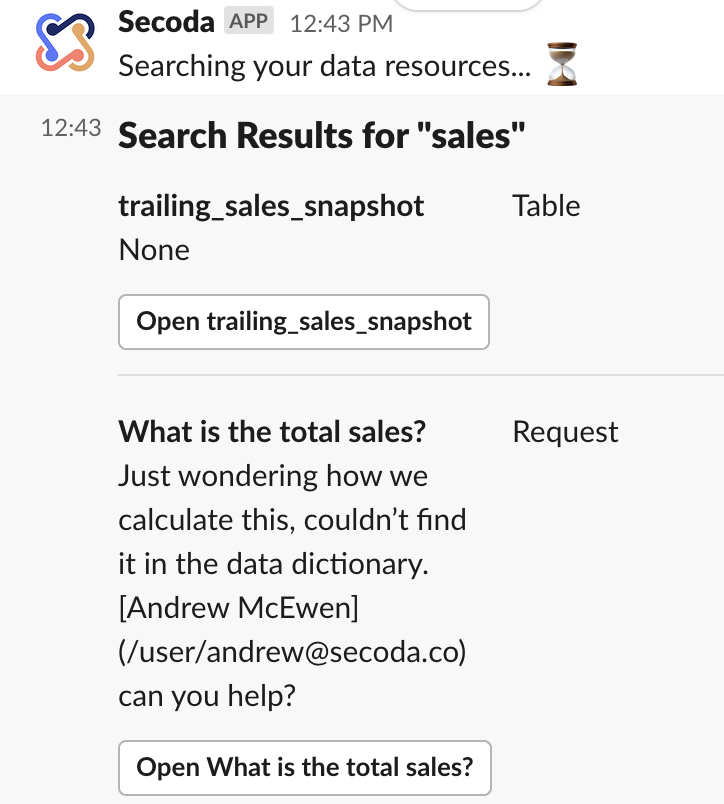 Secoda APP 12:43 PM
Searching your data resources... ⏳
12:43 Search Results for "sales"
trailing_sales_snapshot Table
None
Open trailing_sales_snapshot
What is the total sales? Request
Just wondering how we
calculate this, couldn’t find
it in the data dictionary.
[Andrew McEwen]
(/user/andrew@secoda.co)
can you help?
Open What is the total sales?